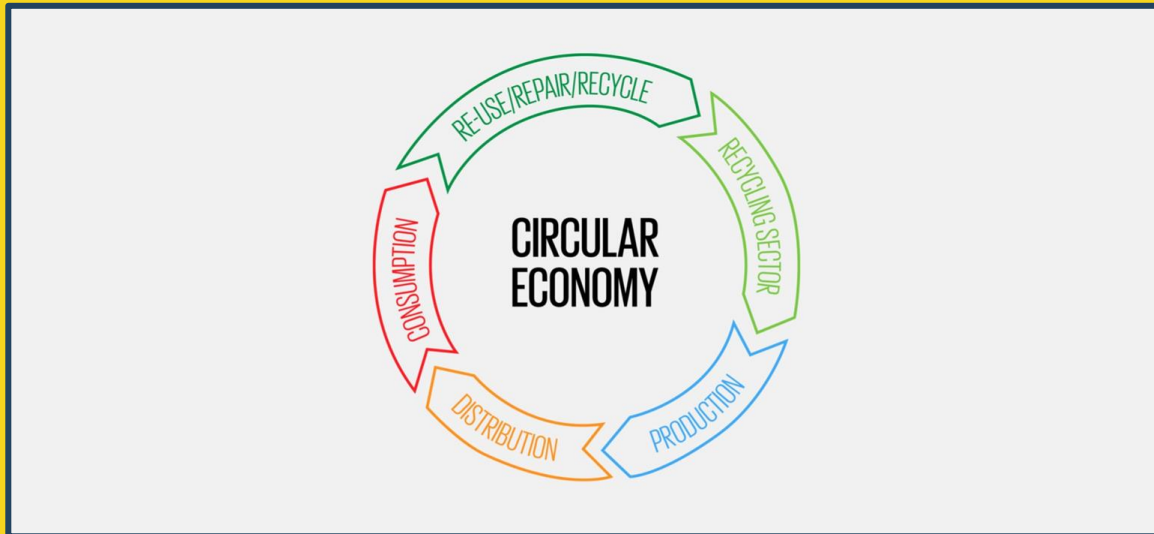 CIRCULAR
ECONOMY
RE-USE/REPAIR/RECYCLE
RECYCLING SECTOR
PRODUCTION
DISTRIBUTION
CONSUMPTION